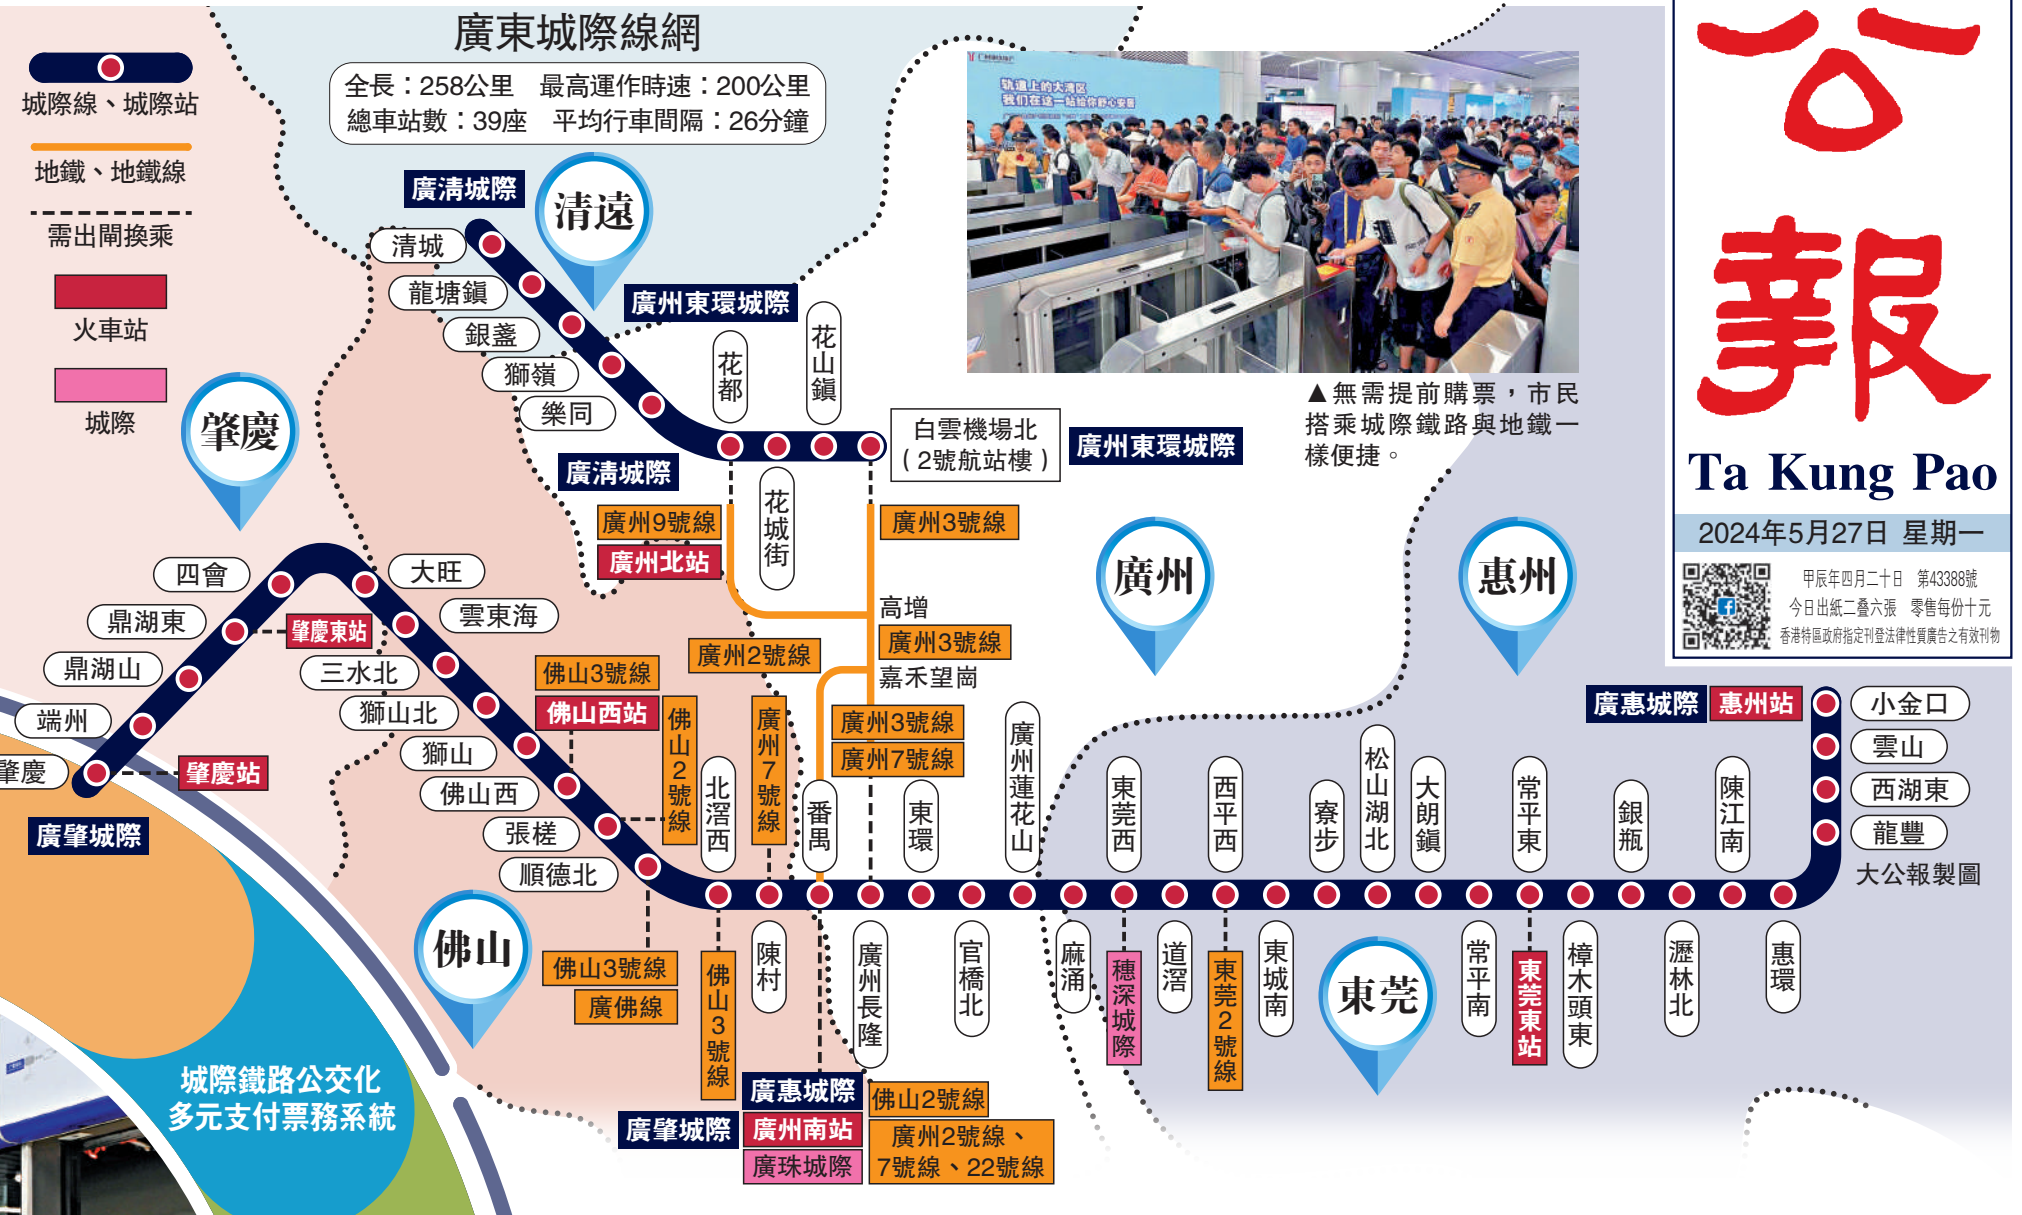 廣東城際線網
全長：258公里　最高運作時速：200公里
總車站數：39座　平均行車間隔：26分鐘
城際線、城際站
地鐵、地鐵線
需出閘換乘
火車站
城際
轨道上的大湾区
我们在这一站给你舒心安居
▲無需提前購票，市民
搭乘城際鐵路與地鐵一
樣便捷。
公
報
Ta Kung Pao
2024年5月27日 星期一
甲辰年四月二十日　第43388號
今日出紙二叠六張　零售每份十元
香港特區政府指定刊登法律性質廣告之有效刊物
廣清城際
清遠
清城
龍塘鎮
銀盞
獅嶺
樂同
廣州東環城際
花都
花山鎮
花城街
白雲機場北
（2號航站樓）
廣州東環城際
廣清城際
廣州9號線
廣州北站
廣州3號線
高增
廣州3號線
廣州2號線
嘉禾望崗
廣州3號線
廣州7號線
肇慶
廣州
惠州
佛山
東莞
四會
鼎湖東
鼎湖山
端州
肇慶
肇慶東站
肇慶站
廣肇城際
大旺
雲東海
三水北
獅山北
獅山
佛山西
張槎
順德北
佛山3號線
佛山西站
佛山2號線
廣州7號線
佛山3號線
廣佛線
佛山3號線
北滘西
陳村
番禺
廣州長隆
東環
官橋北
廣州蓮花山
麻涌
東莞西
道滘
西平西
東城南
寮步
松山湖北
大朗鎮
常平南
常平東
樟木頭東
銀瓶
瀝林北
陳江南
惠環
穗深城際
東莞2號線
東莞東站
廣惠城際
惠州站
小金口
雲山
西湖東
龍豐
大公報製圖
廣惠城際
廣肇城際
廣州南站
廣珠城際
佛山2號線
廣州2號線、
7號線、22號線
城際鐵路公交化
多元支付票務系統